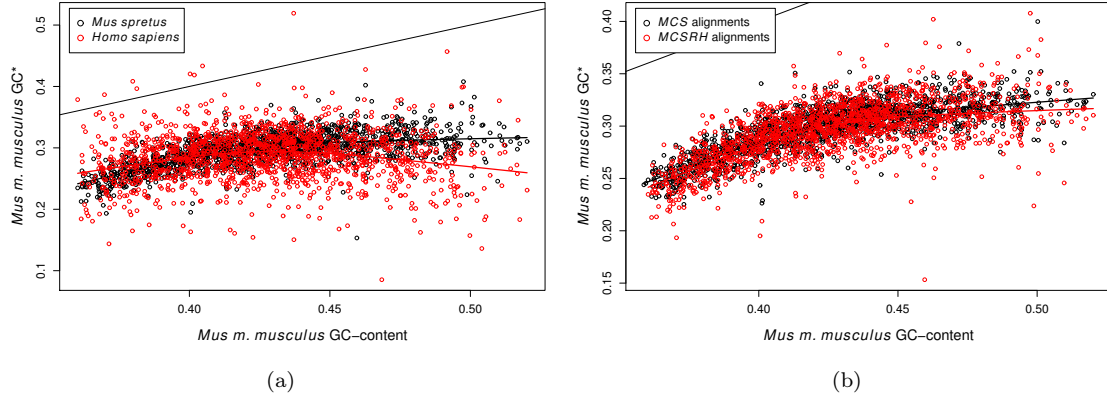 Mus spretus
Homo sapiens
0.5
0.4
0.3
0.2
0.1
Mus m. musculus GC*
0.40
0.45
0.50
Mus m. musculus GC−content
(a)
MCS alignments
MCSRH alignments
0.40
0.35
0.30
0.25
0.20
0.15
Mus m. musculus GC*
0.40
0.45
0.50
Mus m. musculus GC−content
(b)